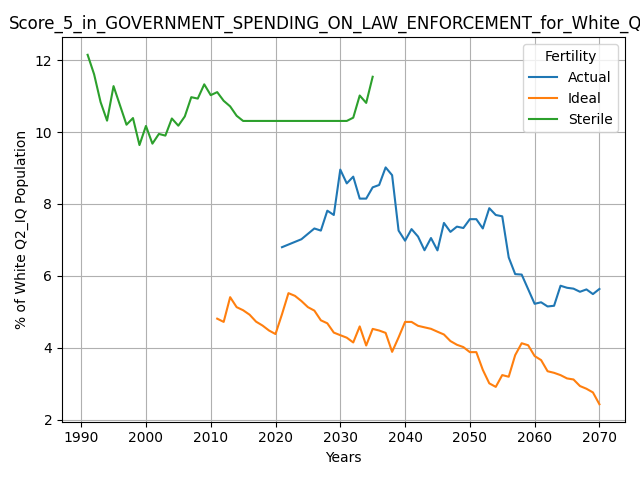 Score_5_in_GOVERNMENT_SPENDING_ON_LAW_ENFORCEMENT_for_White_Q
Fertility
Actual
Ideal
Sterile
% of White Q2_IQ Population
12
10
8
6
4
2
1990 2000 2010 2020 2030 2040 2050 2060 2070
Years